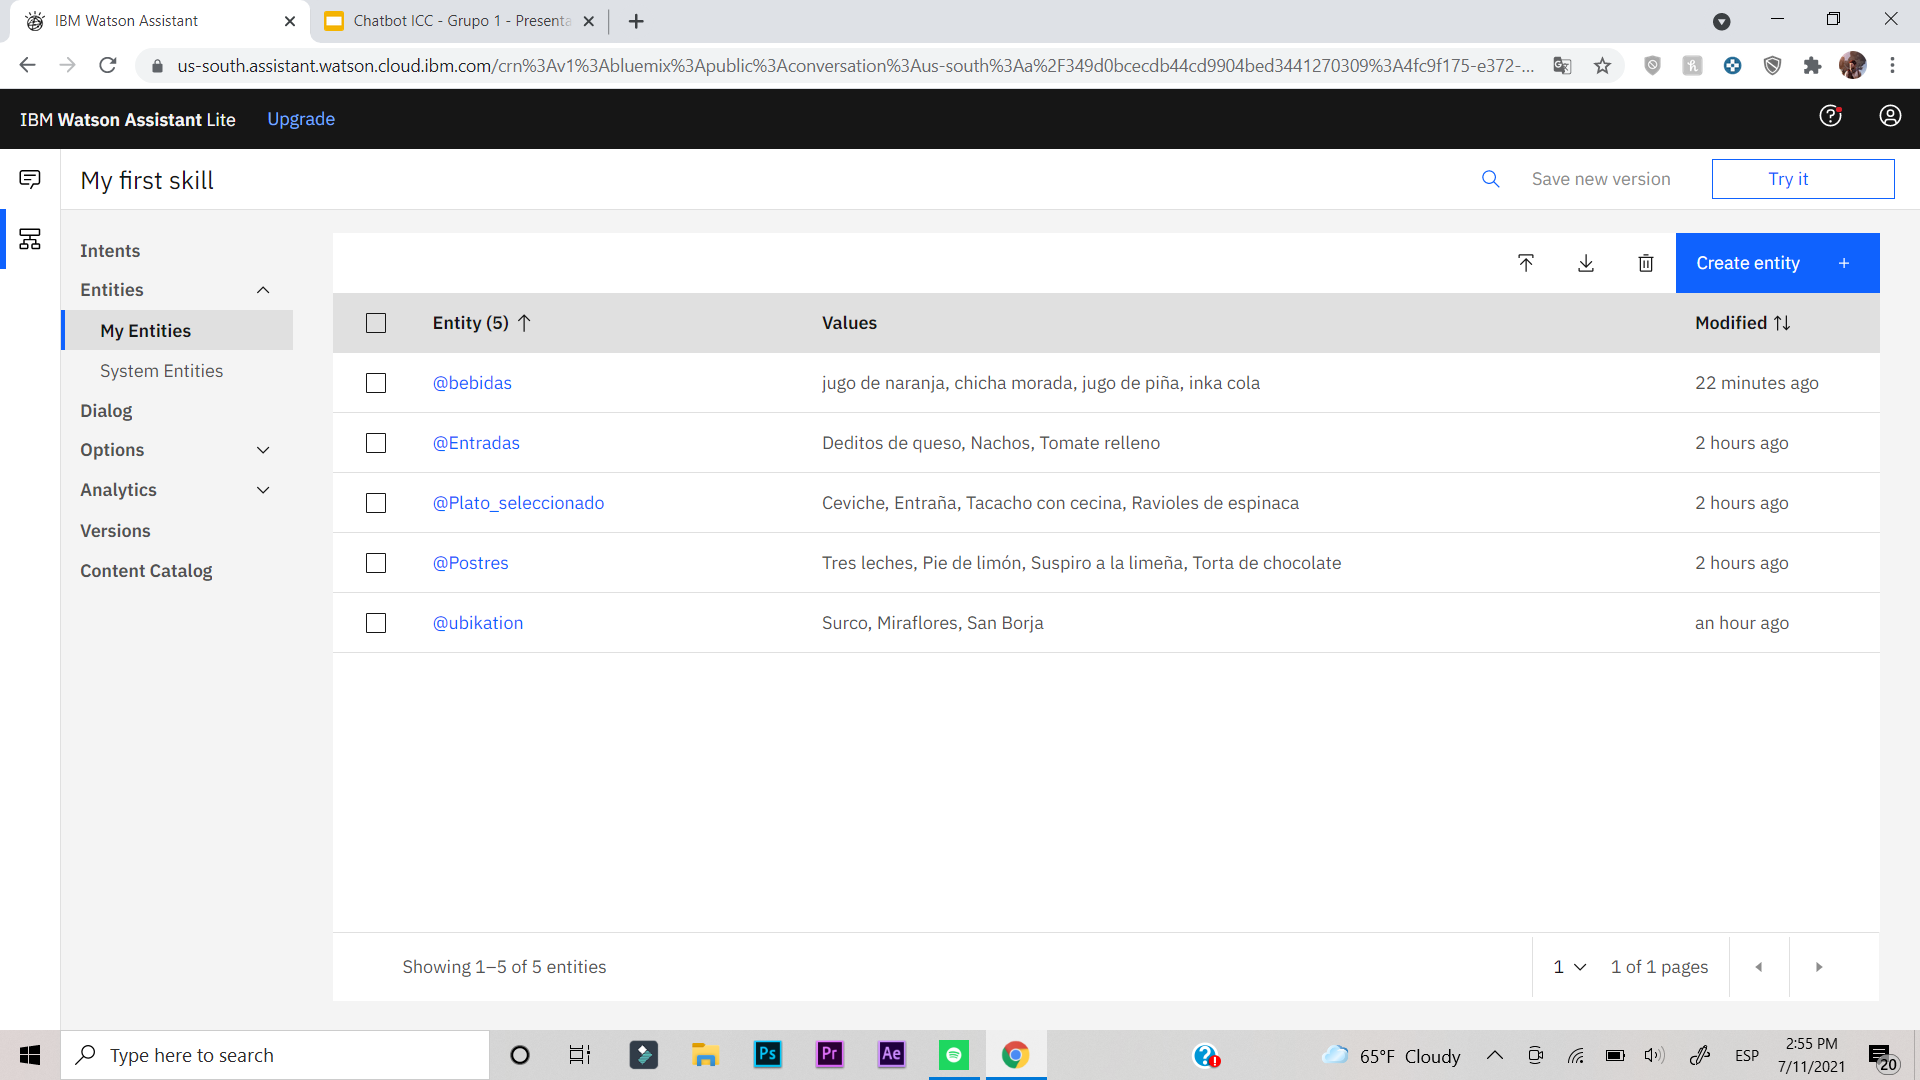 IBM Watson Assistant
Chatbot ICC - Grupo 1 - Presenta
us-south.assistant.watson.cloud.ibm.com/crn%3Av1%3Abluemix%3Apublic%3Aconversation%3Aus-south%3Aa%2F349d0bcecdb44cd9904bed3441270309%3A4fc9f175-e372-...
IBM Watson Assistant Lite Upgrade
My first skill
Save new version
Try it
Intents
Entities
My Entities
System Entities
Dialog
Options
Analytics
Versions
Content Catalog
Create entity +
Entity (5) Values Modified
@bebidas jugo de naranja, chicha morada, jugo de piña, inka cola 22 minutes ago
@Entradas Deditos de queso, Nachos, Tomate relleno 2 hours ago
@Plato_seleccionado Ceviche, Entraña, Tacacho con cecina, Ravioles de espinaca 2 hours ago
@Postres Tres leches, Pie de limón, Suspiro a la limeña, Torta de chocolate 2 hours ago
@ubikation Surco, Miraflores, San Borja an hour ago
Showing 1–5 of 5 entities
1 1 of 1 pages
Type here to search
Ps
Pr
Ae
65°F Cloudy
ESP
2:55 PM
7/11/2021
20